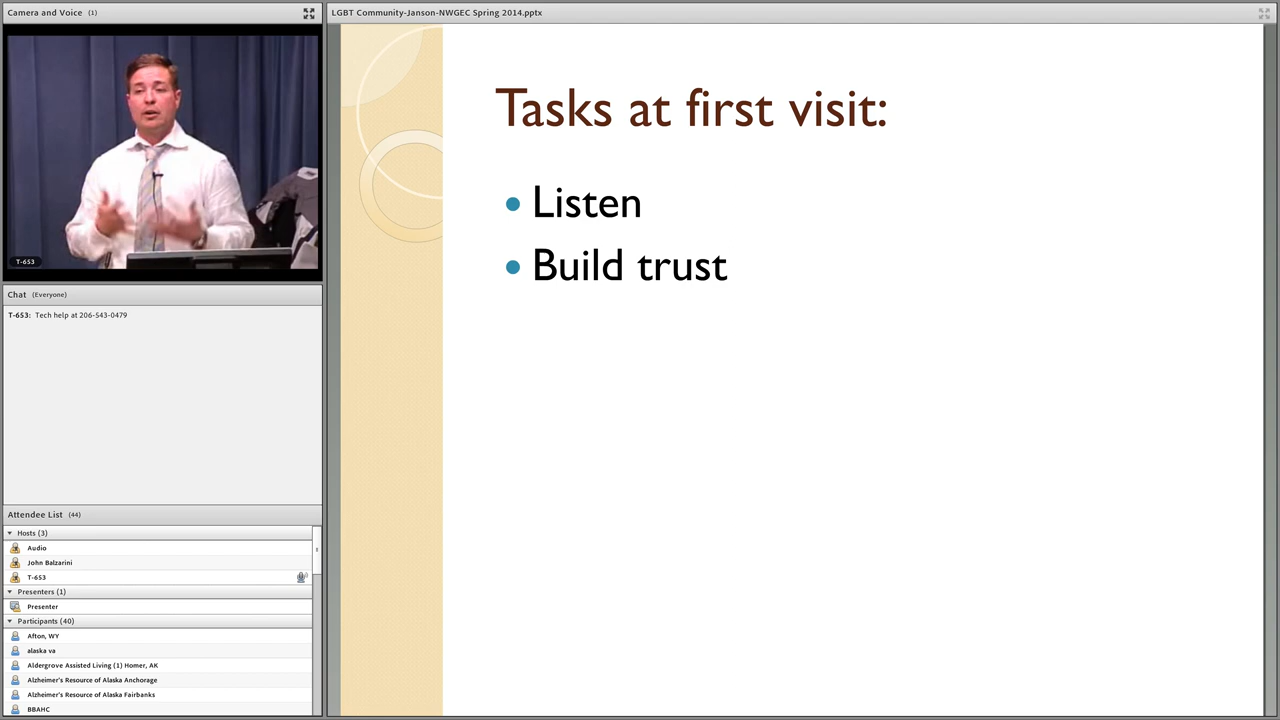 Camera and Voice (1)
LGBT Community-Janson-NWGEC Spring 2014.pptx
T-653
Tasks at first visit:
Listen
Build trust
Chat (Everyone)
T-653: Tech help at 206-543-0479
Attendee List (44)
Hosts (3)
Audio
John Balzarini
T-653
Presenters (1)
Presenter
Participants (40)
Afton, WY
alaska va
Aldergrove Assisted Living (1) Homer, AK
Alzheimer's Resource of Alaska Anchorage
Alzheimer's Resource of Alaska Fairbanks
BBAHC